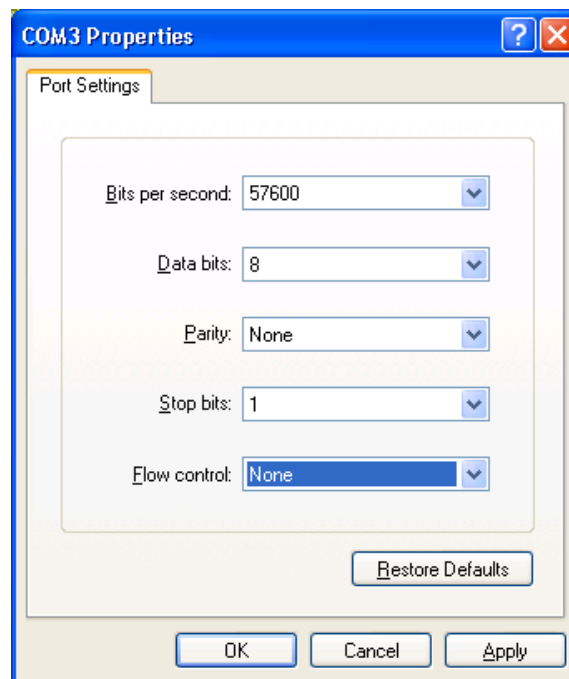 COM3 Properties
Port Settings
Bits per second: 57600
Data bits: 8
Parity: None
Stop bits: 1
Flow control: None
Restore Defaults
OK Cancel Apply